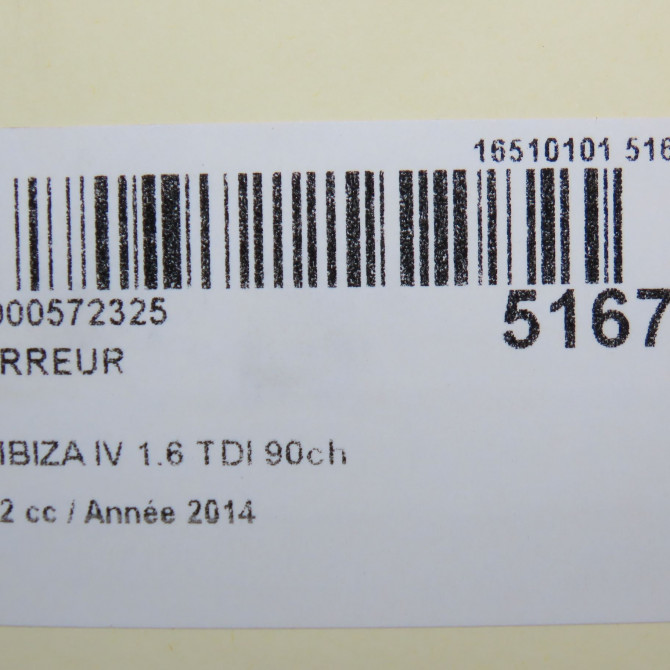 16510101 516
000572325
5167
RREUR
IBIZA IV 1.6 TDI 90ch
2 cc / Année 2014